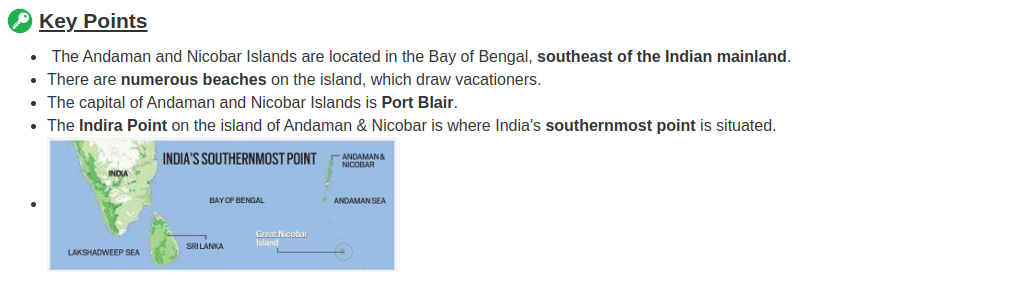 Key Points
The Andaman and Nicobar Islands are located in the Bay of Bengal, southeast of the Indian mainland.
There are numerous beaches on the island, which draw vacationers.
The capital of Andaman and Nicobar Islands is Port Blair.
The Indira Point on the island of Andaman & Nicobar is where India's southernmost point is situated.
INDIA'S SOUTHERNMOST POINT
ANDAMAN &
NICOBAR
INDIA
BAY OF BENGAL
ANDAMAN SEA
Great Nicobar
Island
SRI LANKA
LAKSHADWEEP SEA